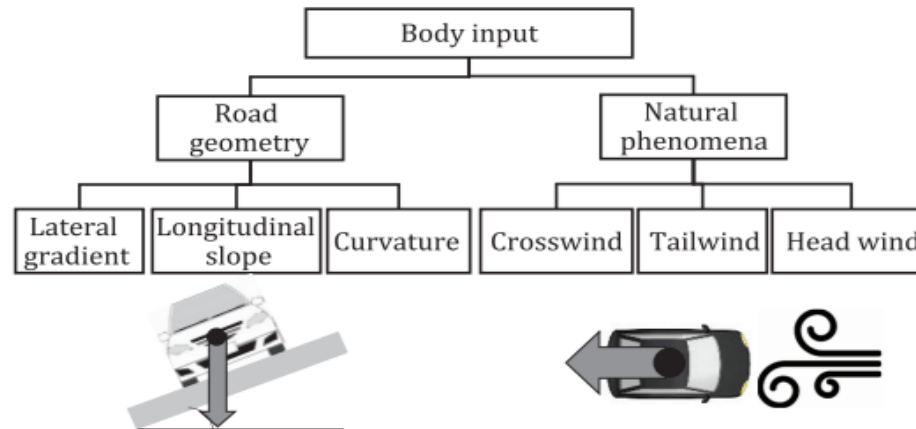 Body input
Road
geometry
Natural
phenomena
Lateral
gradient
Longitudinal
slope
Curvature
Crosswind
Tailwind
Head wind